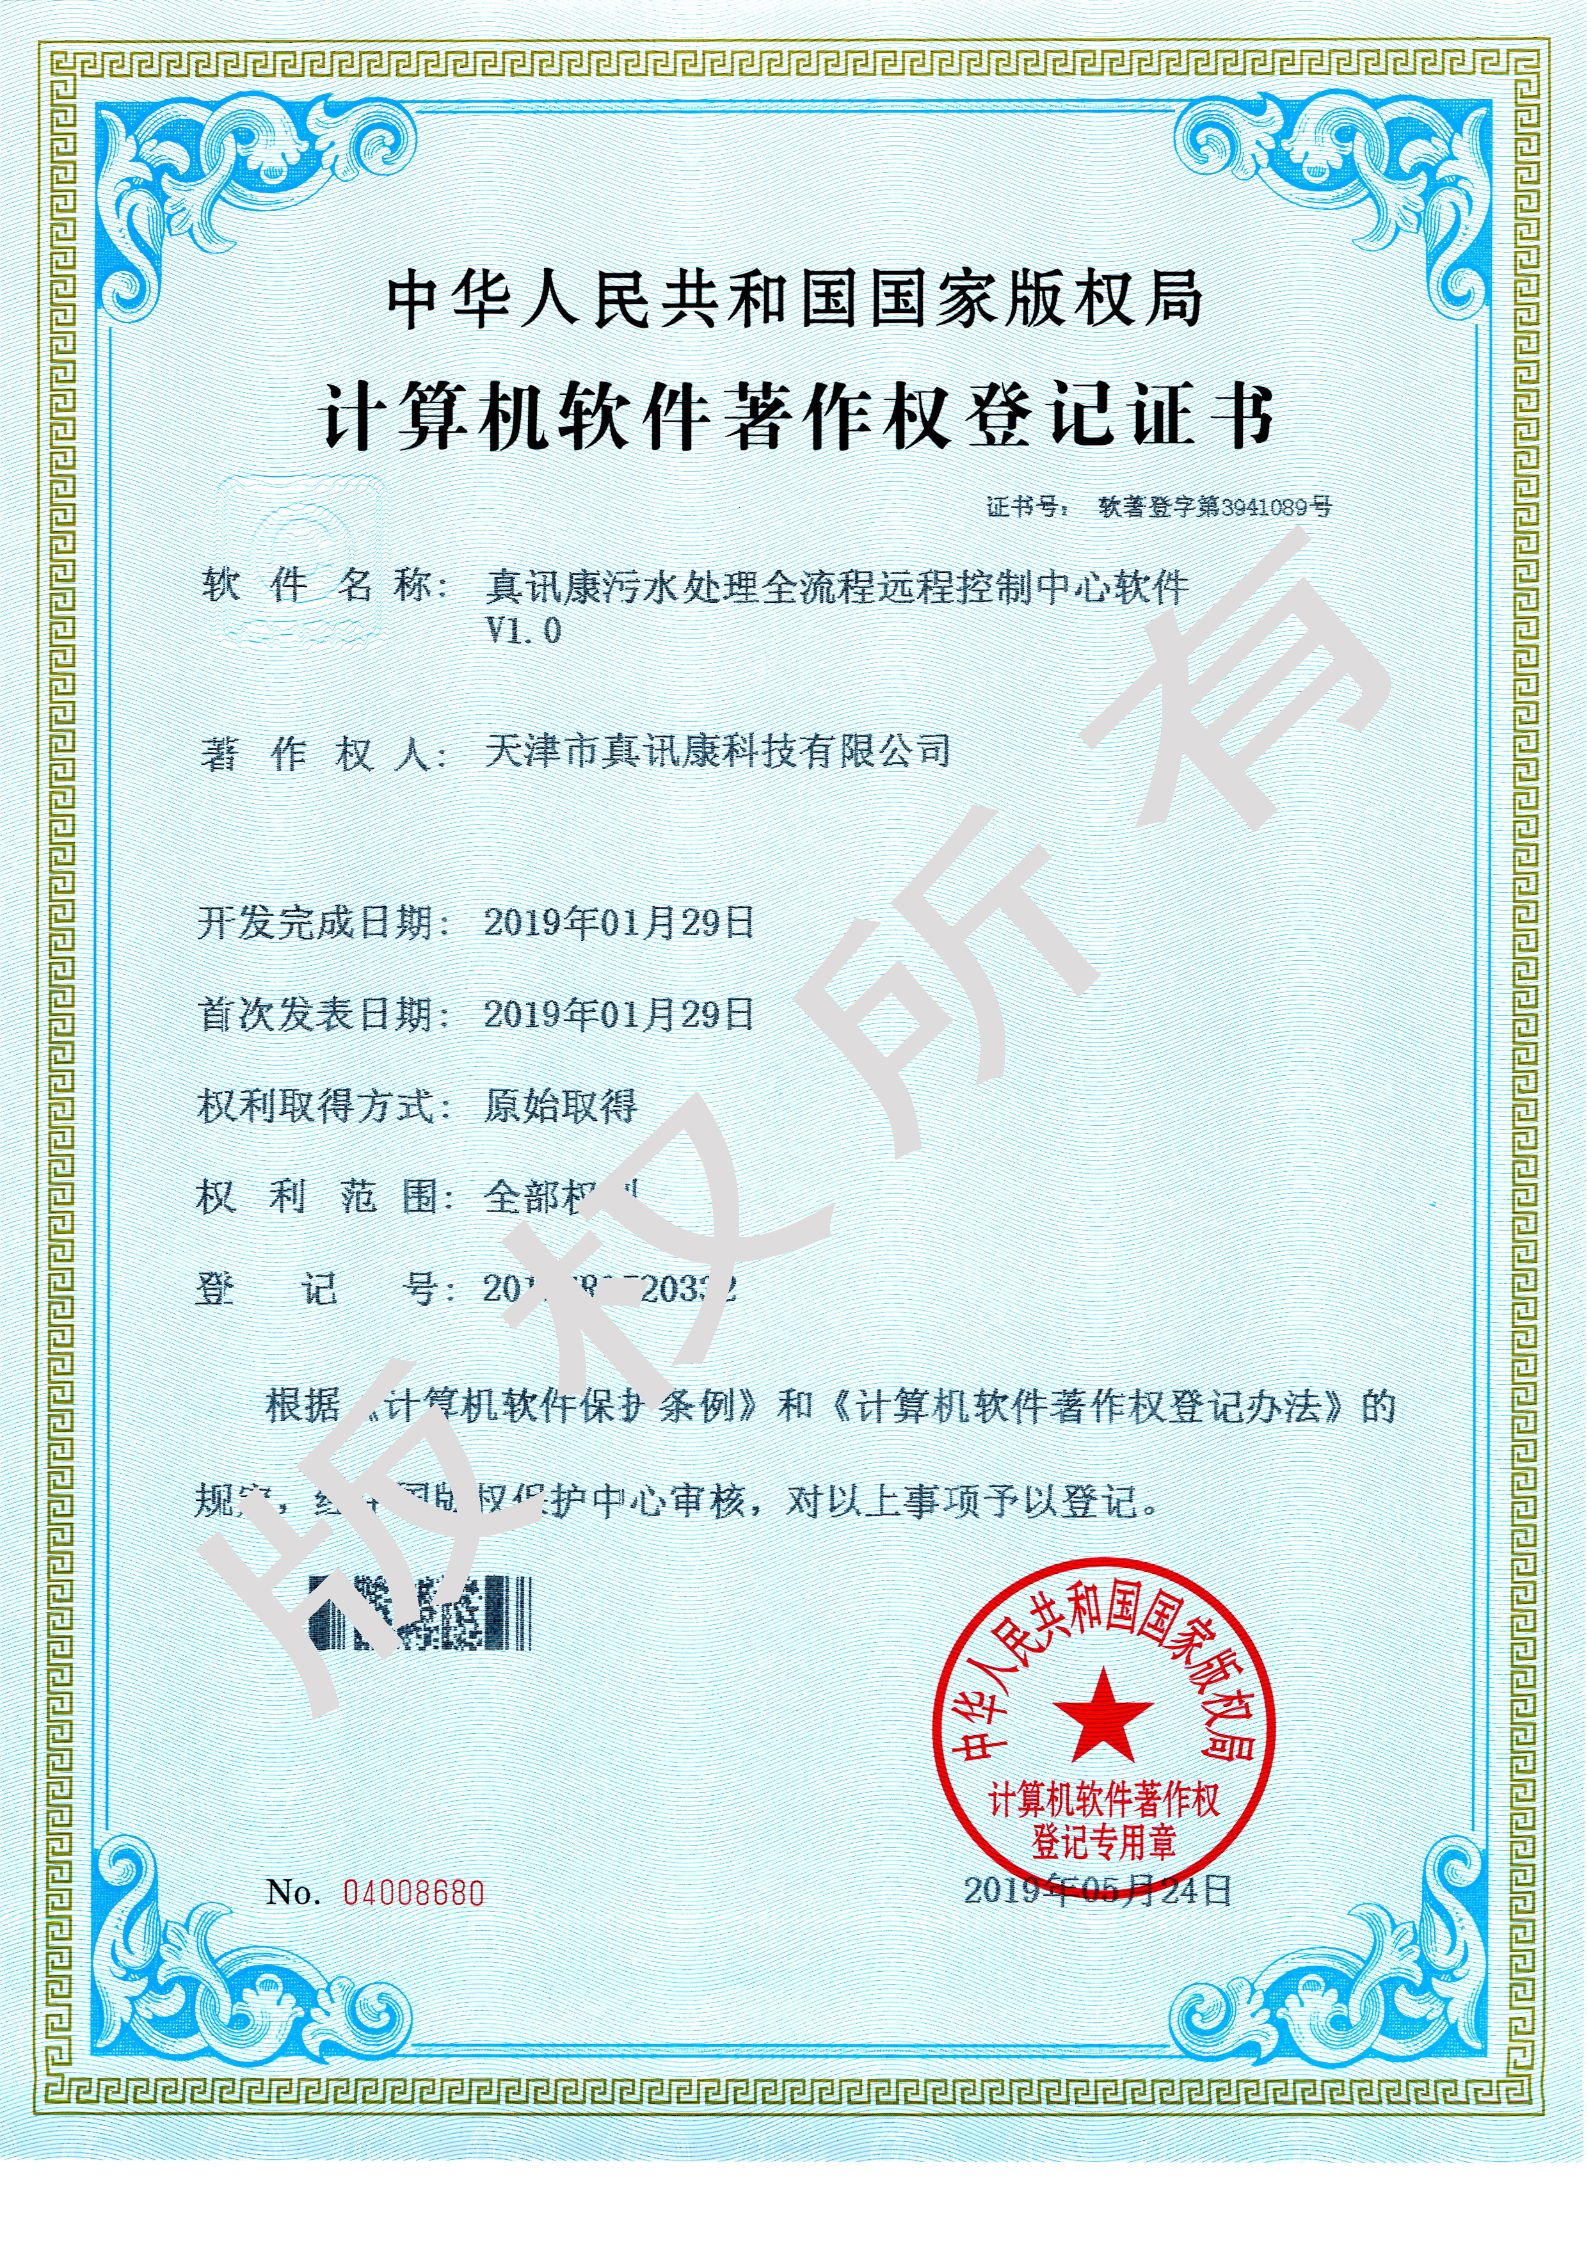 中华人民共和国国家版权局
计算机软件著作权登记证书
证书号： 软著登字第3941089号
软件名称： 真讯康污水处理全流程远程控制中心软件
V1.0
著作权人： 天津市真讯康科技有限公司
开发完成日期： 2019年01月29日
首次发表日期： 2019年01月29日
权利取得方式： 原始取得
权利范围： 全部权利
登记号：
根据《计算机软件保护条例》和《计算机软件著作权登记办法》的
规定，经中国版权保护中心审核，对以上事项予以登记。
版权所有
中华人民共和国国家版权局
计算机软件著作权
登记专用章
No. 04008680
2019年05月24日